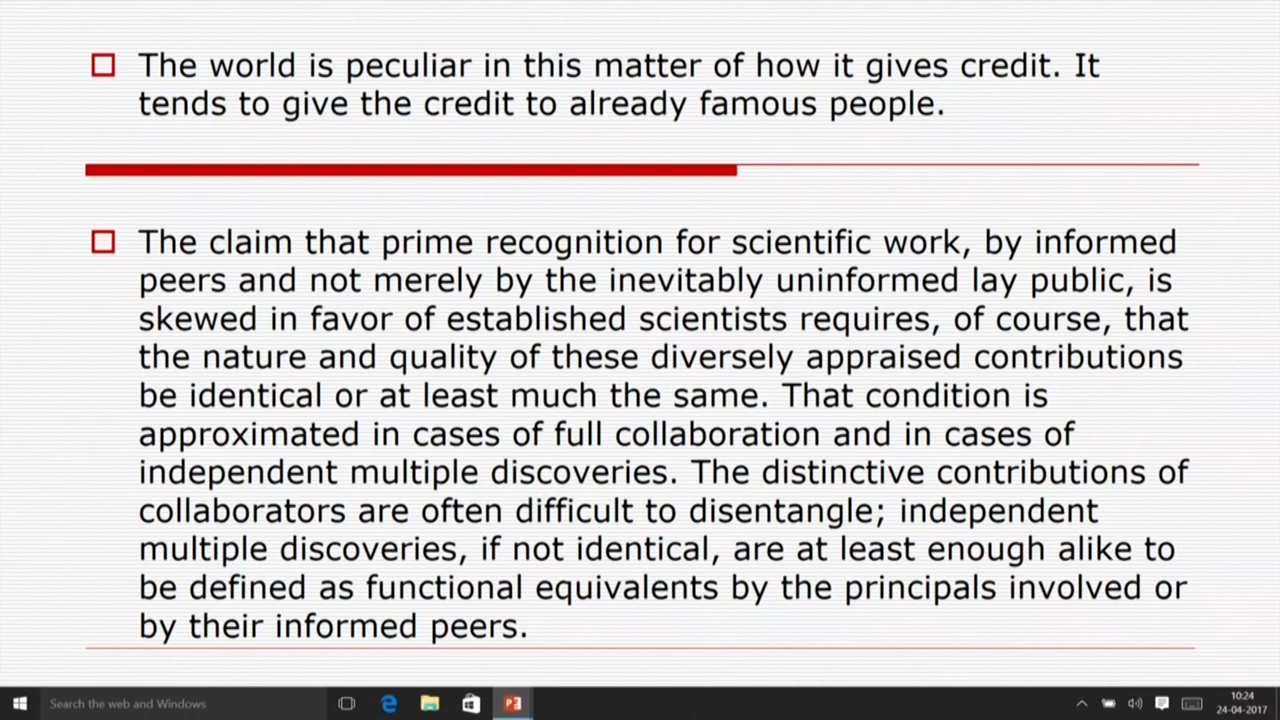 The world is peculiar in this matter of how it gives credit. It
tends to give the credit to already famous people.
The claim that prime recognition for scientific work, by informed
peers and not merely by the inevitably uninformed lay public, is
skewed in favor of established scientists requires, of course, that
the nature and quality of these diversely appraised contributions
be identical or at least much the same. That condition is
approximated in cases of full collaboration and in cases of
independent multiple discoveries. The distinctive contributions of
collaborators are often difficult to disentangle; independent
multiple discoveries, if not identical, are at least enough alike to
be defined as functional equivalents by the principals involved or
by their informed peers.
Search the web and Windows
10:24
24-04-2017